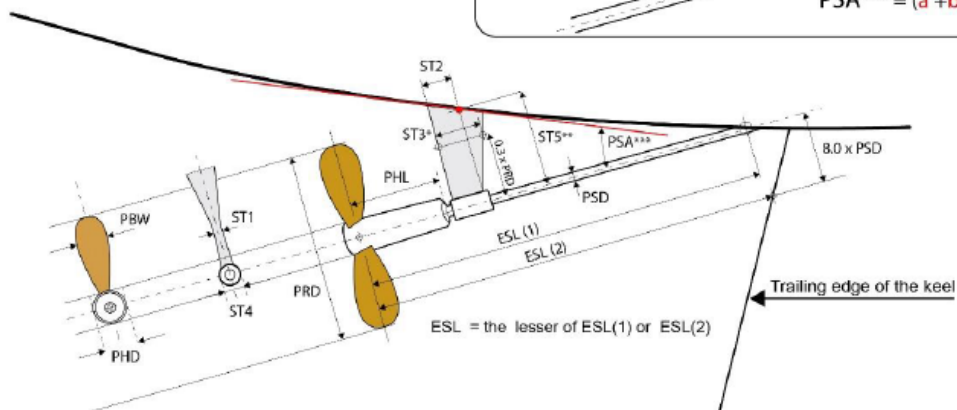 PSA*** = (a +b
ST2
ST3*
ST5**
PSA***
0.3 x PRD
8.0 x PSD
PHL
PSD
PBW
ST1
ESL (1)
ESL (2)
PRD
ST4
PHD
Trailing edge of the keel
ESL = the lesser of ESL(1) or ESL(2)